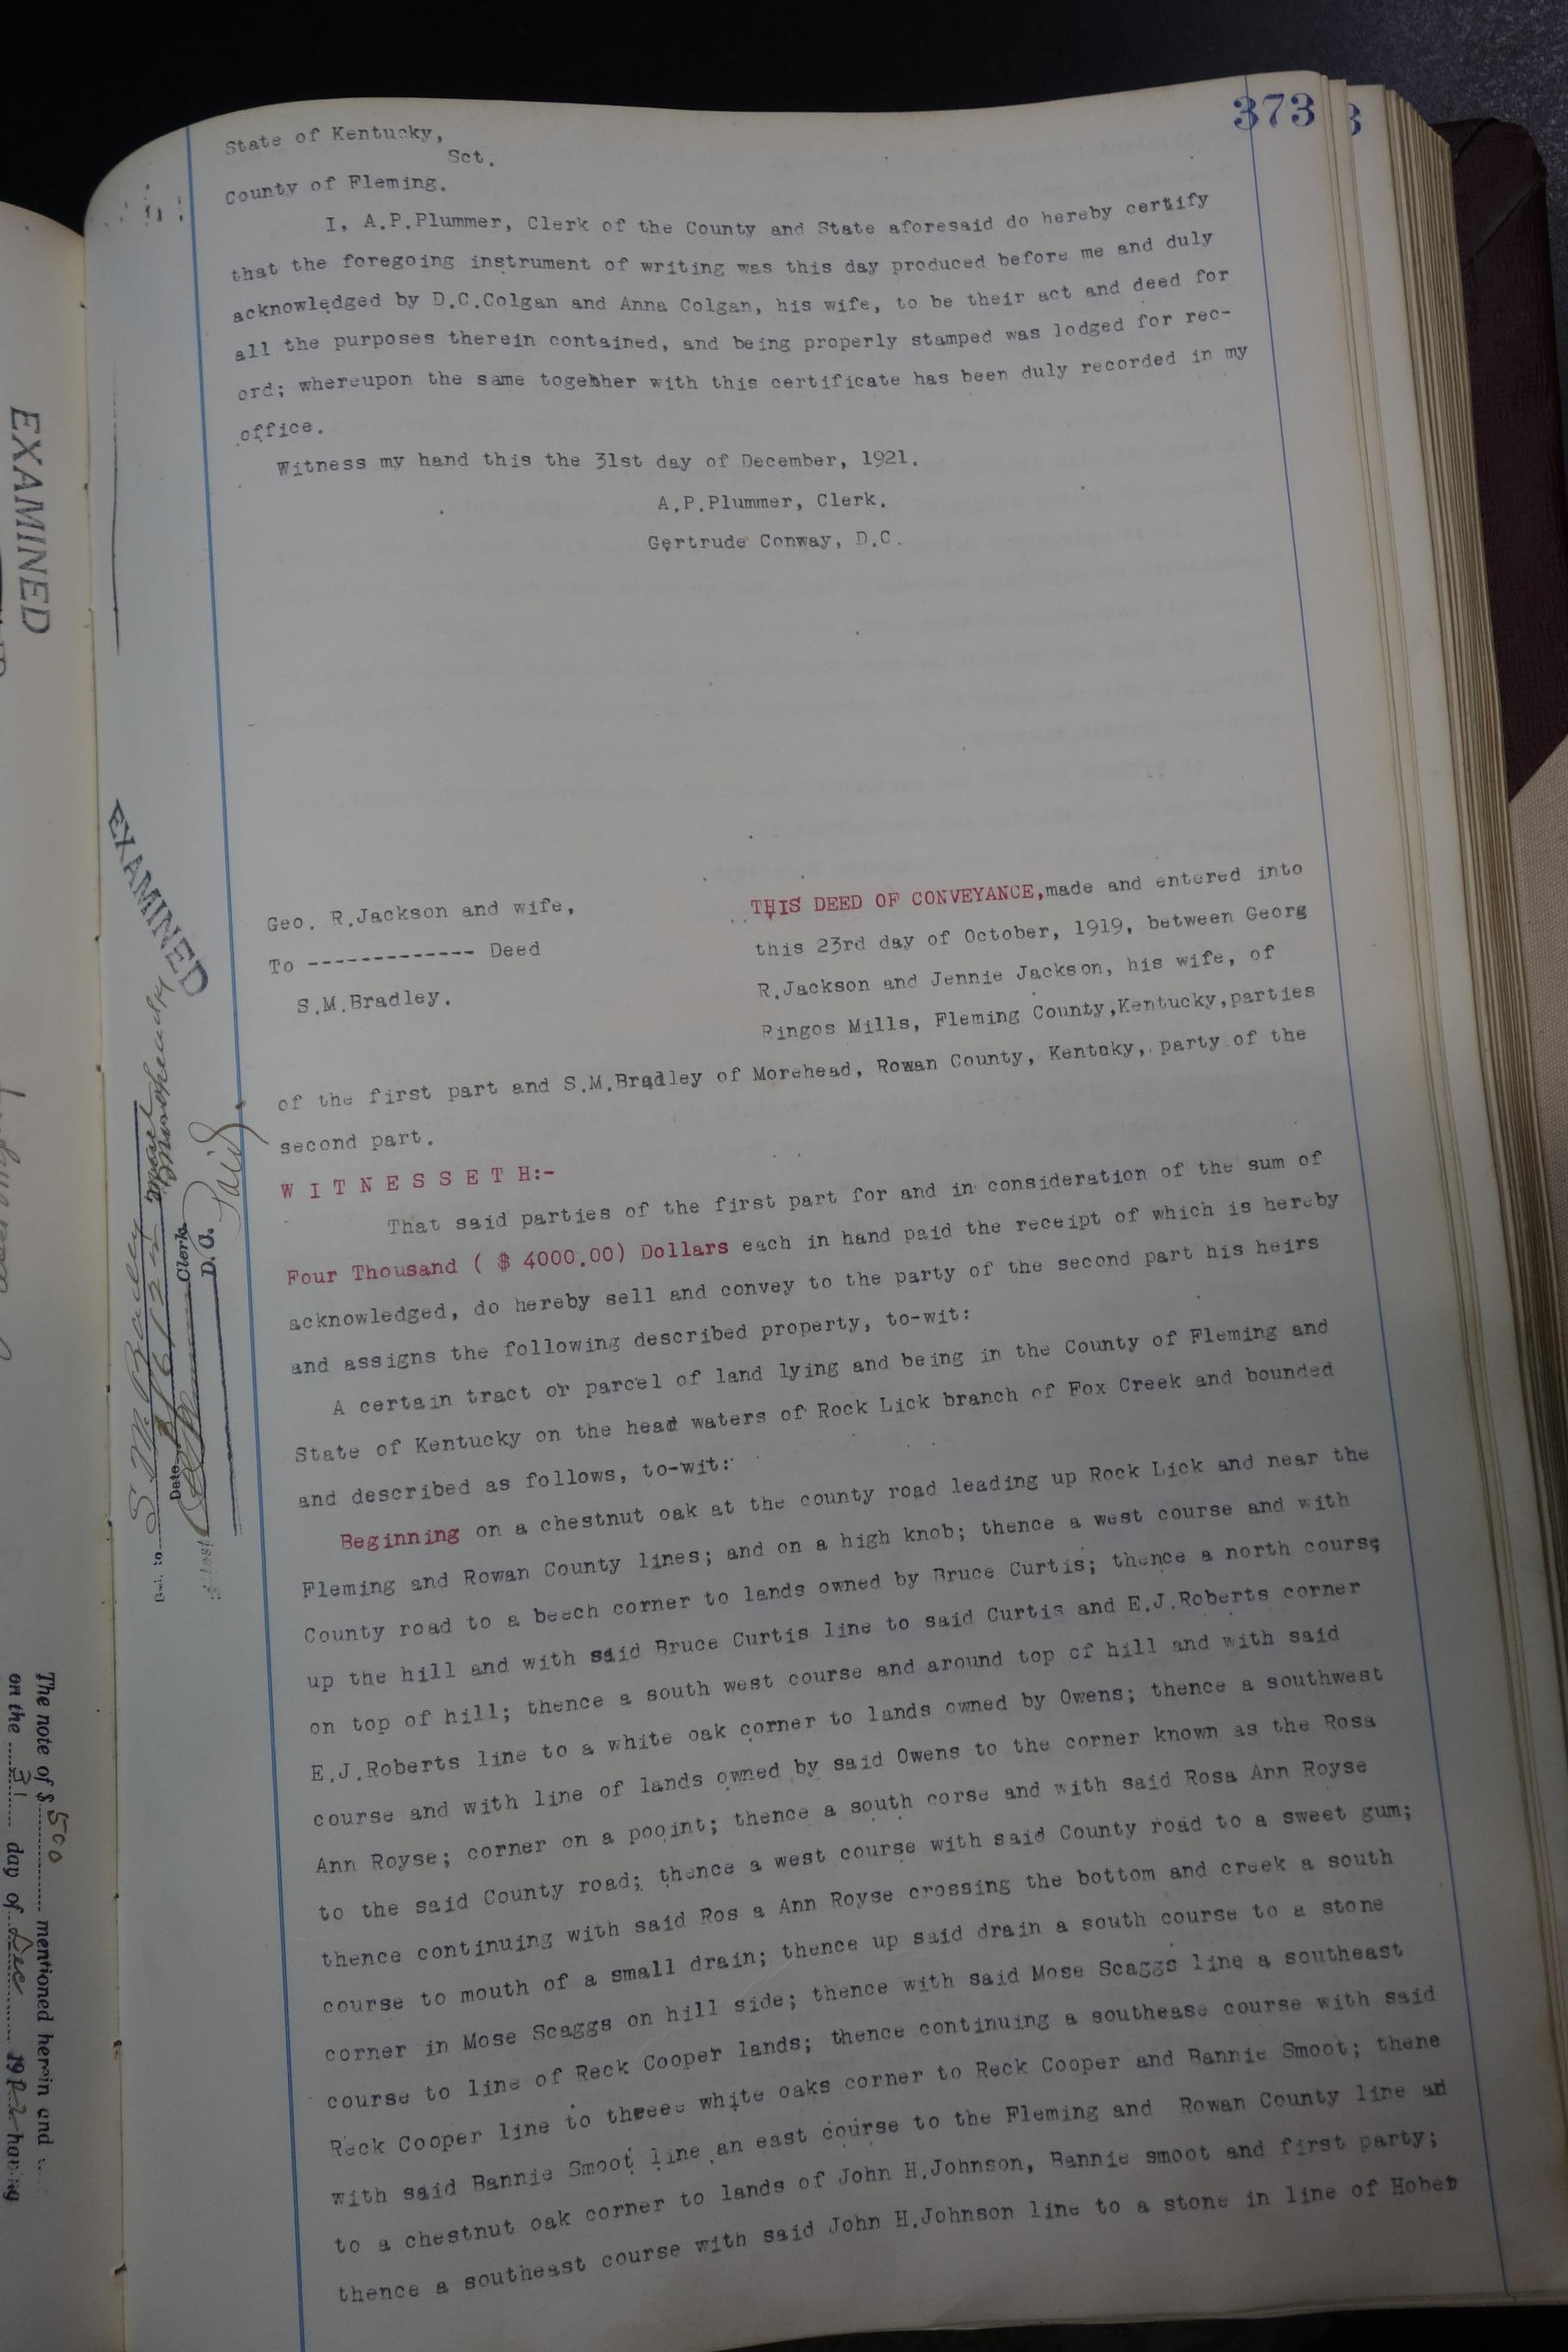 373
State of Kentucky,
Sct.
County of Fleming.
I, A.P.Plummer, Clerk of the County and State aforesaid do hereby certify
that the foregoing instrument of writing was this day produced before me and duly
acknowledged by D.C.Colgan and Anna Colgan, his wife, to be their act and deed for
all the purposes therein contained, and being properly stamped was lodged for rec-
ord; whereupon the same togehher with this certificate has been duly recorded in my
office.
Witness my hand this the 31st day of December, 1921.
A.P.Plummer, Clerk.
Gertrude Conway, D.C.
Geo. R.Jackson and wife,
To ------------- Deed
S.M.Bradley.
THIS DEED OF CONVEYANCE,made and entered into
this 23rd day of October, 1919, between Georg
R.Jackson and Jennie Jackson, his wife, of
Ringos Mills, Fleming County,Kentucky,parties
of the first part and S.M.Bradley of Morehead, Rowan County, Kentuky, party of the
second part.
W I T N E S S E T H:-
That said parties of the first part for and in consideration of the sum of
Four Thousand ( $ 4000.00) Dollars each in hand paid the receipt of which is hereby
acknowledged, do hereby sell and convey to the party of the second part his heirs
and assigns the following described property, to-wit:
A certain tract or parcel of land lying and being in the County of Fleming and
State of Kentucky on the head waters of Rock Lick branch of Fox Creek and bounded
and described as follows, to-wit:
Beginning on a chestnut oak at the county road leading up Rock Lick and near the
Fleming and Rowan County lines; and on a high knob; thence a west course and with
County road to a beech corner to lands owned by Bruce Curtis; thence a north course
up the hill and with said Bruce Curtis line to said Curtis and E.J.Roberts corner
on top of hill; thence a south west course and around top of hill and with said
E.J.Roberts line to a white oak corner to lands owned by Owens; thence a southwest
course and with line of lands owned by said Owens to the corner known as the Rosa
Ann Royse; corner on a pooint; thence a south corse and with said Rosa Ann Royse
to the said County road; thence a west course with said County road to a sweet gum;
thence continuing with said Ros a Ann Royse crossing the bottom and creek a south
course to mouth of a small drain; thence up said drain a south course to a stone
corner in Mose Scaggs on hill side; thence with said Mose Scaggs line a southeast
course to line of Reck Cooper lands; thence continuing a southease course with said
Reck Cooper line to threee white oaks corner to Reck Cooper and Bannie Smoot; thene
with said Bannie Smoot line an east course to the Fleming and Rowan County line an
to a chestnut oak corner to lands of John H.Johnson, Bannie smoot and first party;
thence a southeast course with said John H.Johnson line to a stone in line of Hobet
EXAMINED
EXAMINED
Del. to S M Bradley
Date
Clerk
D. C.
Paid
The note of $ 500 mentioned herein and
on the 31 day of Dec 192 having